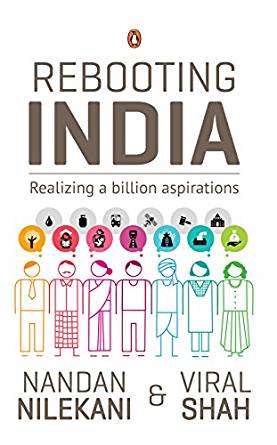 REBOOTING
INDIA
Realizing a billion aspirations
NANDAN
NILEKANI
&
VIRAL
SHAH